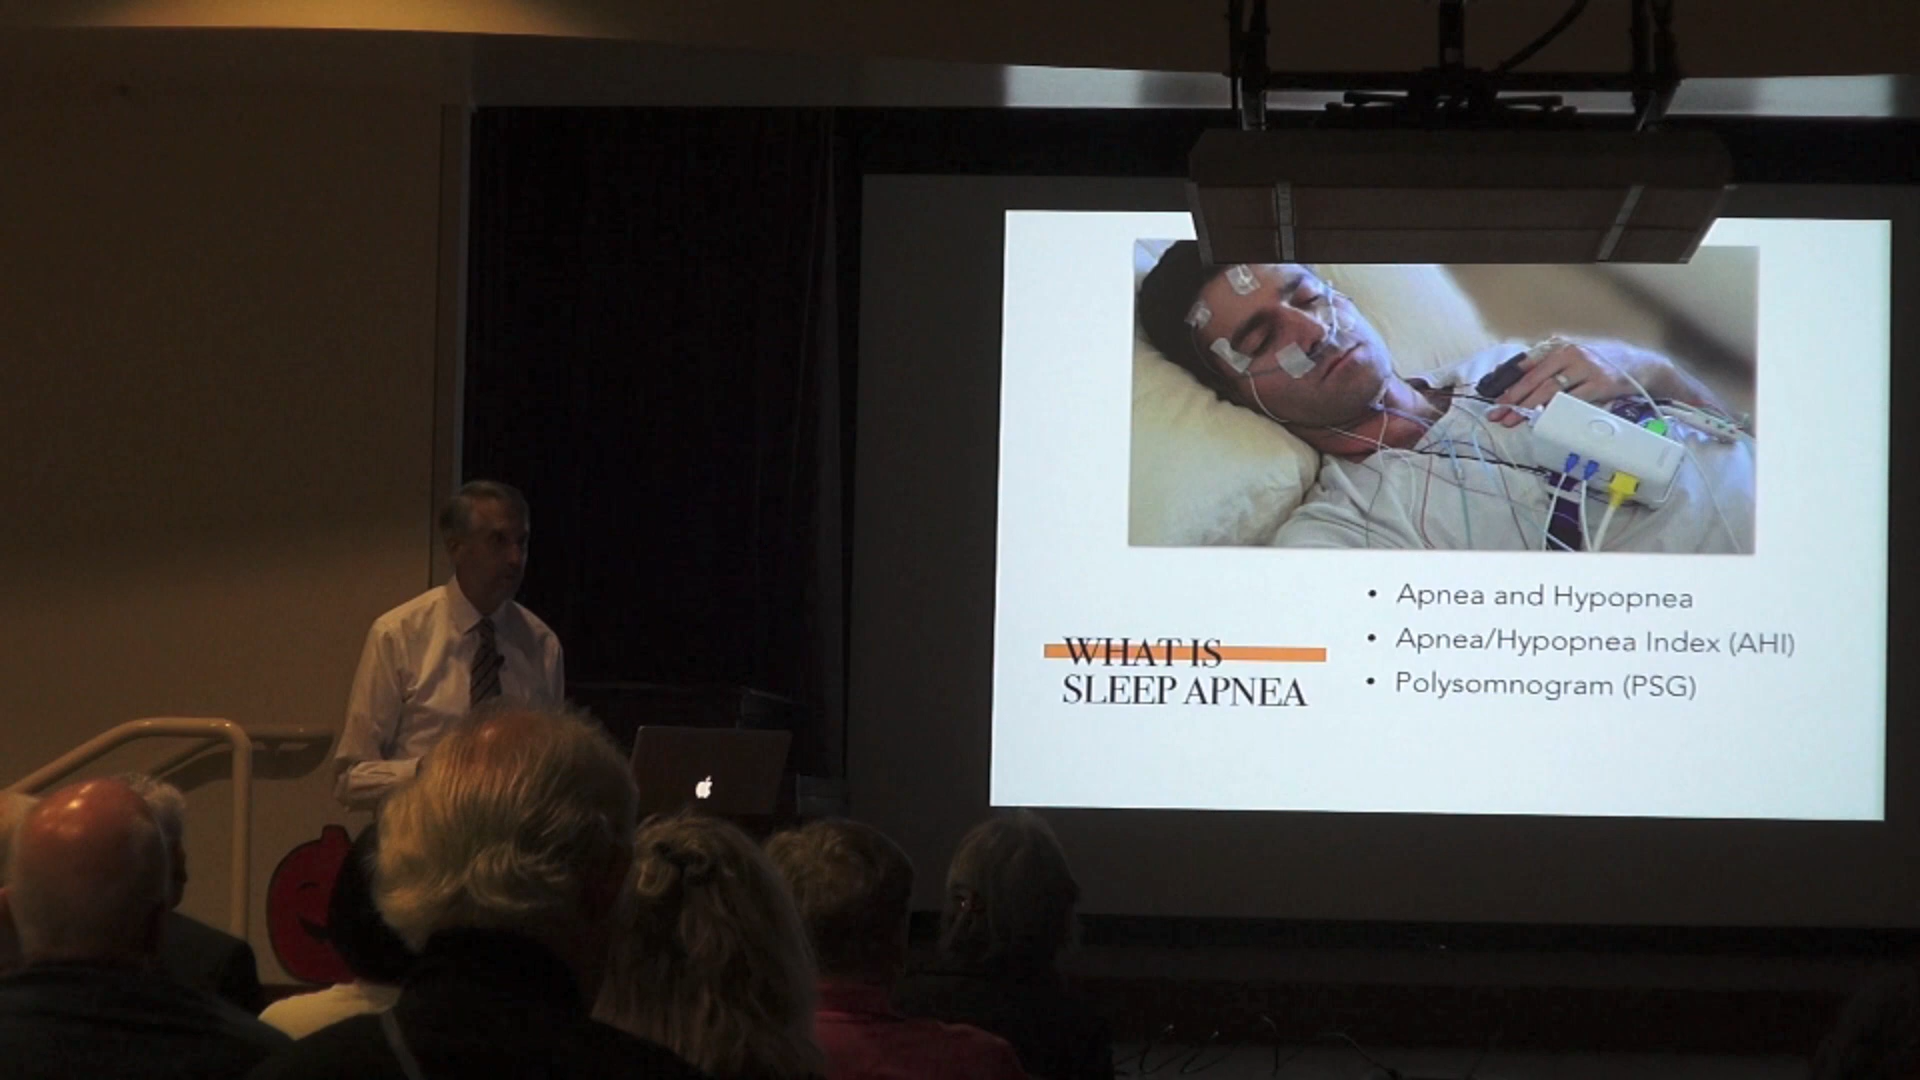 WHAT IS
SLEEP APNEA
• Apnea and Hypopnea
• Apnea/Hypopnea Index (AHI)
• Polysomnogram (PSG)